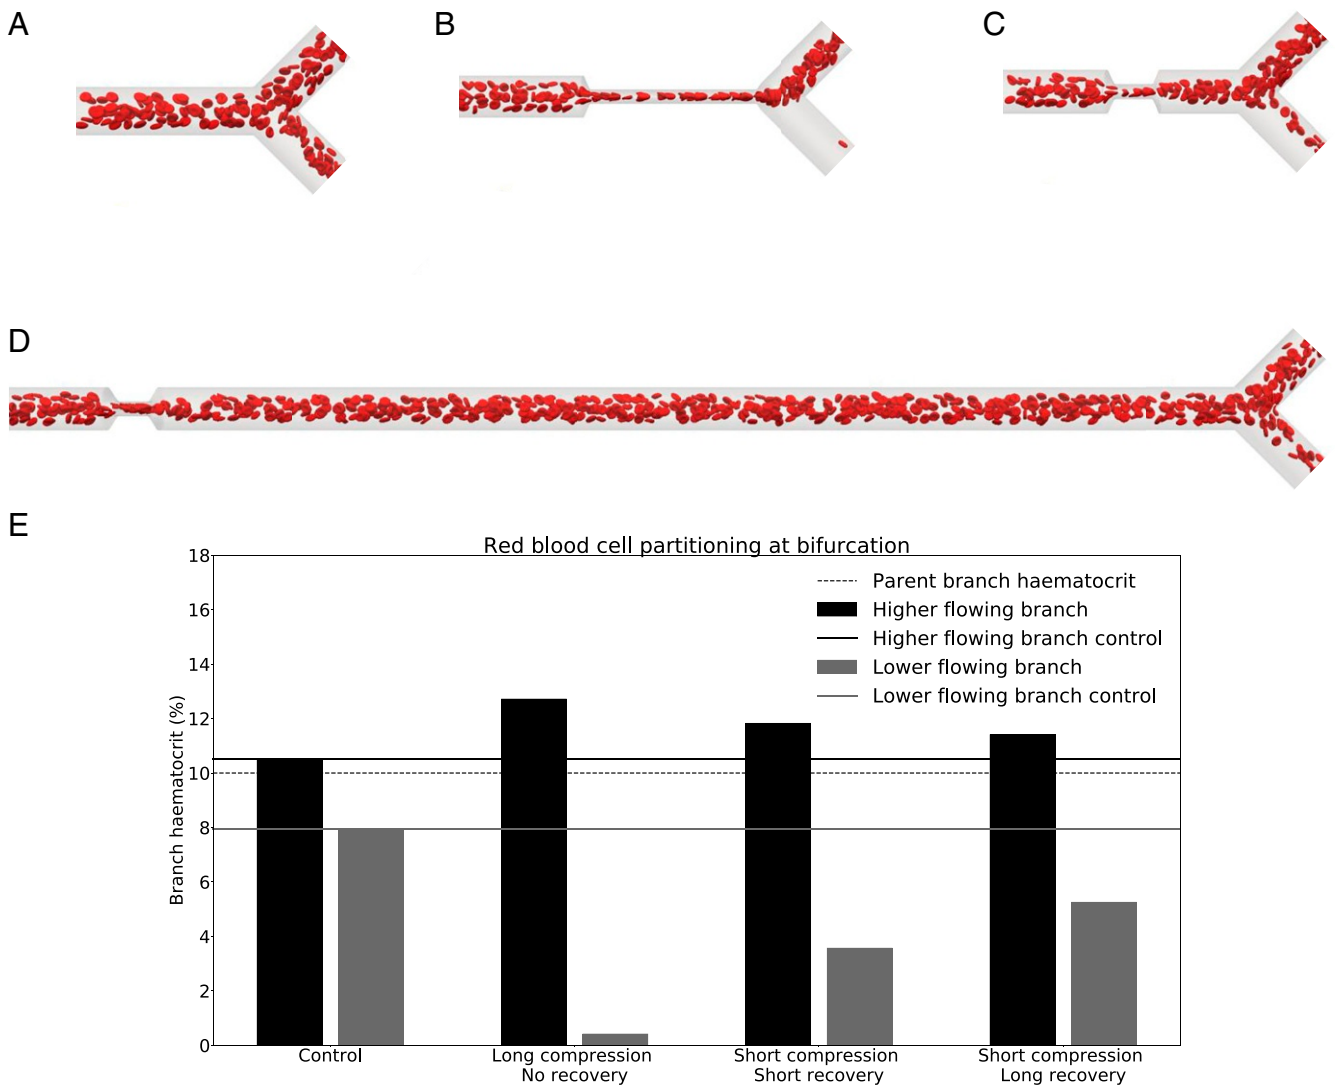 A
B
C
D
E
Red blood cell partitioning at bifurcation
Branch haematocrit (%)
18
16
14
12
10
8
6
4
2
0
Parent branch haematocrit
Higher flowing branch
Higher flowing branch control
Lower flowing branch
Lower flowing branch control
Control
Long compression
No recovery
Short compression
Short recovery
Short compression
Long recovery